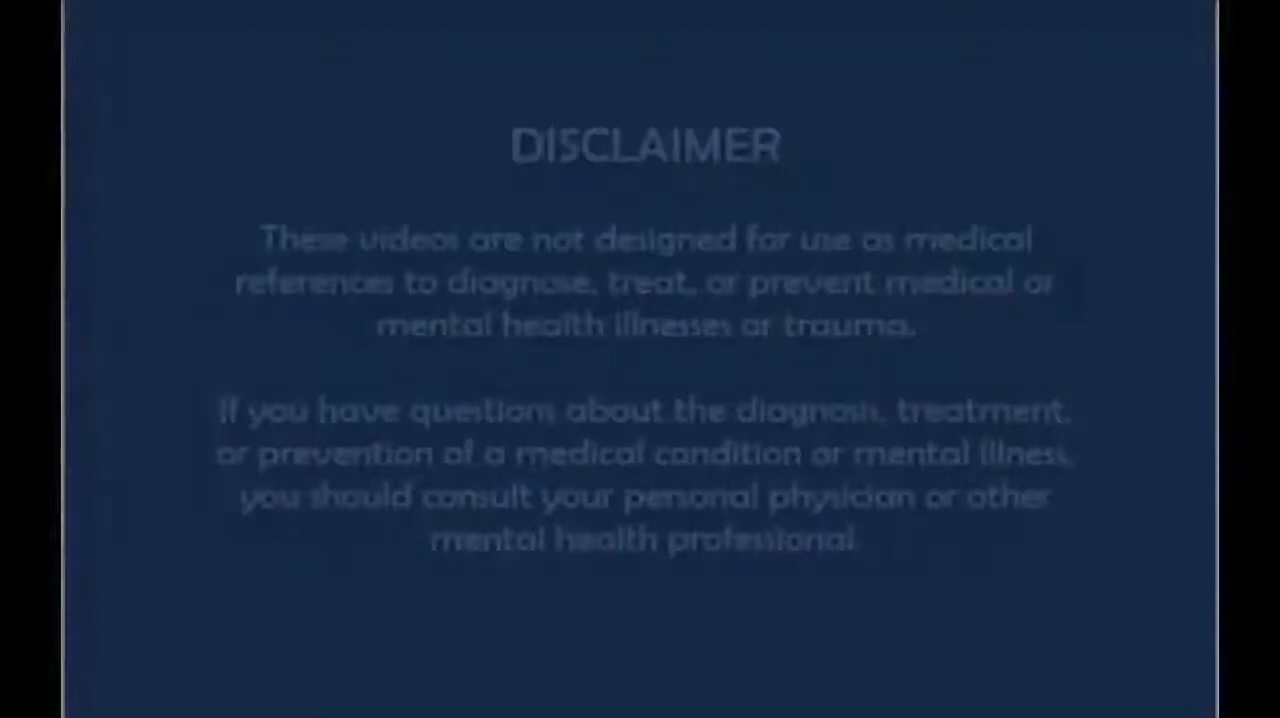 DISCLAIMER
These videos are not designed for use as medical
references to diagnose, treat, or prevent medical or
mental health illnesses or trauma.
If you have questions about the diagnosis, treatment,
or prevention of a medical condition or mental illness,
you should consult your personal physician or other
mental health professional.